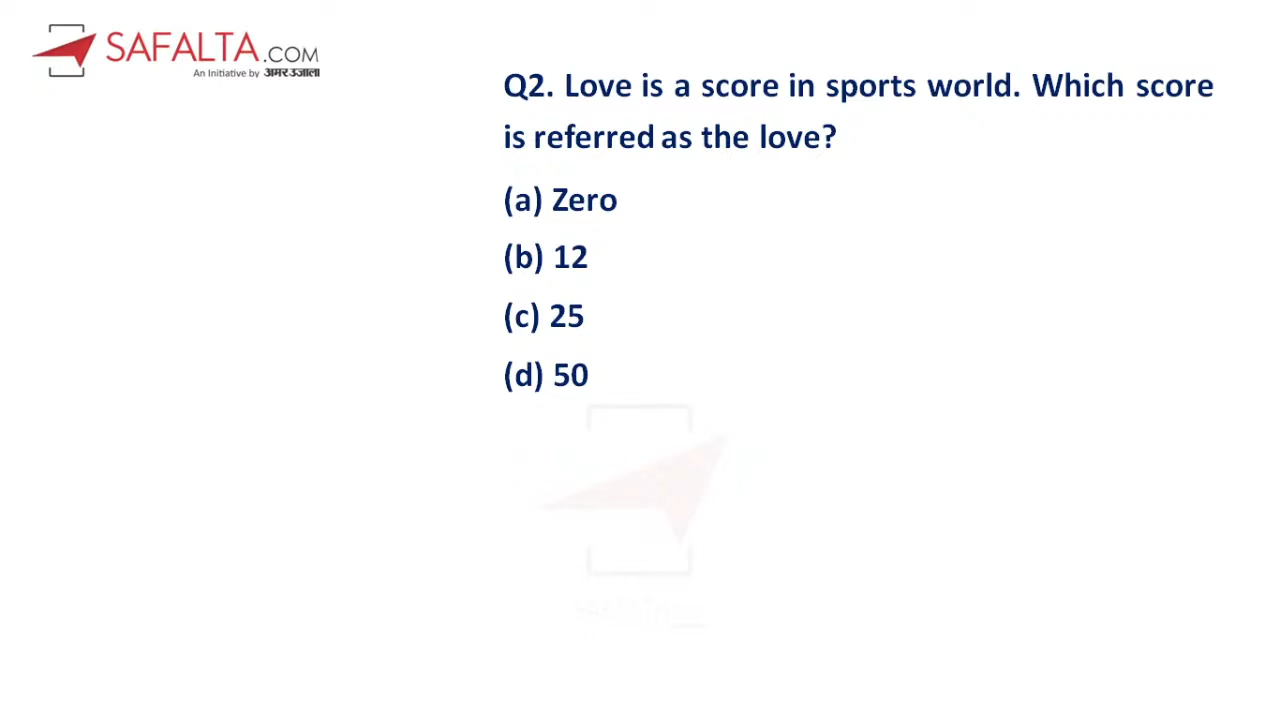 SAFALTA.COM
An Initiative by अमर उजाला
Q2. Love is a score in sports world. Which score
is referred as the love?
(a) Zero
(b) 12
(c) 25
(d) 50